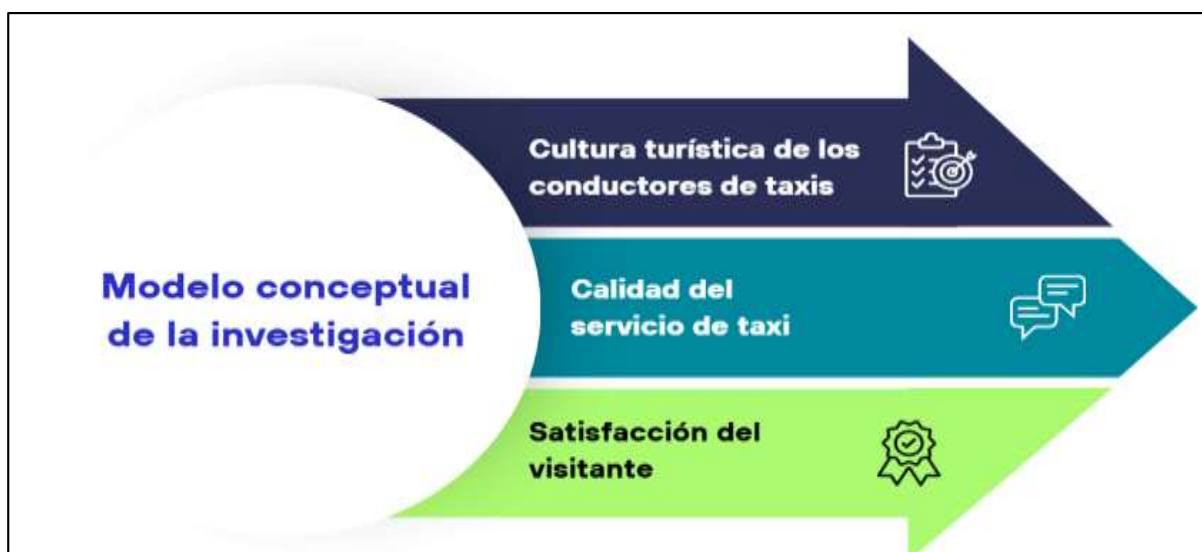 Modelo conceptual
de la investigación
Cultura turística de los
conductores de taxis
Calidad del
servicio de taxi
Satisfacción del
visitante